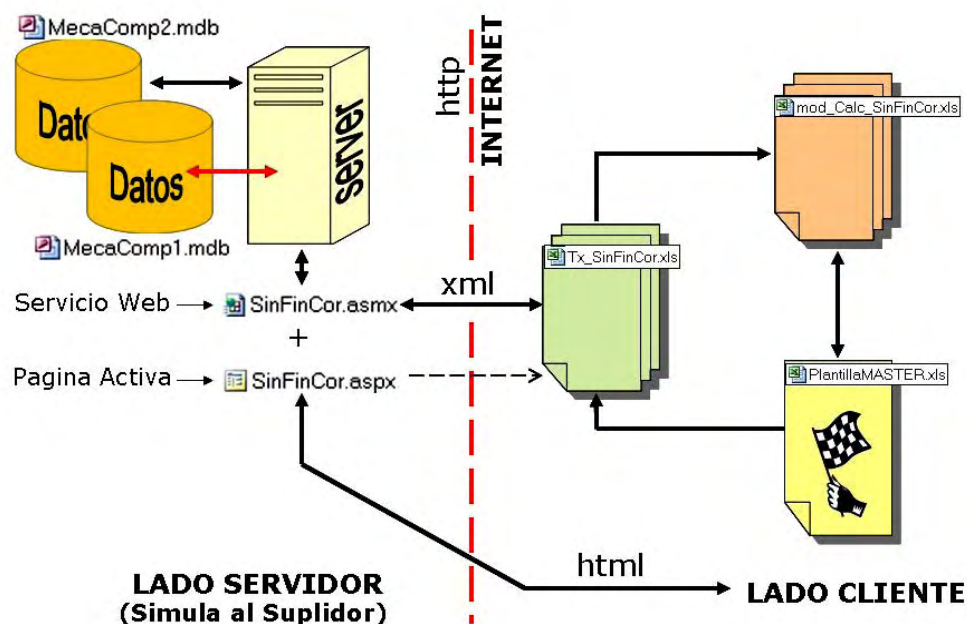 MecaComp2.mdb
Datos
Datos
MecaComp1.mdb
server
http
INTERNET
mod_Calc_SinFinCor.xls
Tx_SinFinCor.xls
Servicio Web
SinFinCor.asmx
xml
+
Pagina Activa
SinFinCor.aspx
PlantillaMASTER.xls
html
LADO SERVIDOR
(Simula al Suplidor)
LADO CLIENTE